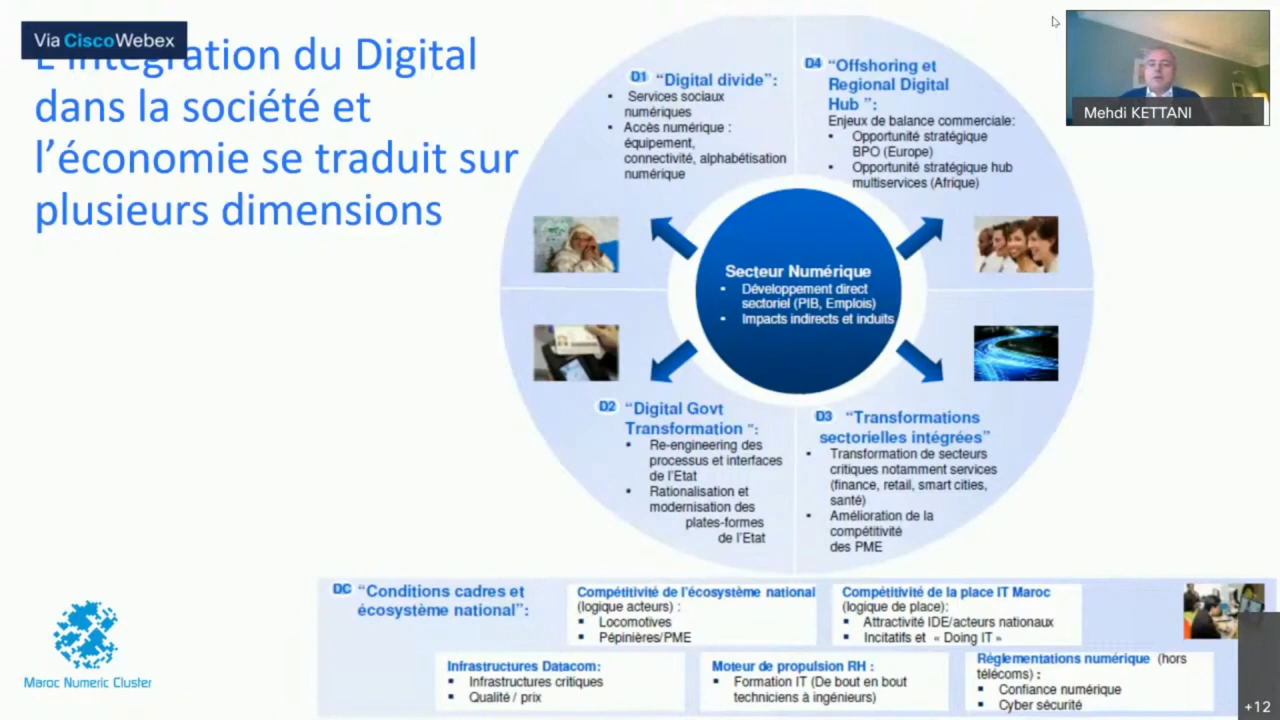 Via CiscoWebex
L'intégration du Digital
dans la société et
l'économie se traduit sur
plusieurs dimensions
D1 “Digital divide”:
▪ Services sociaux
numériques
▪ Accès numérique :
équipement,
connectivité, alphabétisation
numérique
D4 “Offshoring et
Regional Digital
Hub ”:
Enjeux de balance commerciale:
▪ Opportunité stratégique
BPO (Europe)
▪ Opportunité stratégique hub
multiservices (Afrique)
Mehdi KETTANI
Secteur Numérique
▪ Développement direct
sectoriel (PIB, Emplois)
▪ Impacts indirects et induits
D2 “Digital Govt
Transformation ”:
▪ Re-engineering des
processus et interfaces
de l'Etat
▪ Rationalisation et
modernisation des
plates-formes
de l'Etat
D3 “Transformations
sectorielles intégrées”
▪ Transformation de secteurs
critiques notamment services
(finance, retail, smart cities,
santé)
▪ Amélioration de la
compétitivité
des PME
DC “Conditions cadres et
écosystème national”:
Compétitivité de l'écosystème national
(logique acteurs) :
▪ Locomotives
▪ Pépinières/PME
Compétitivité de la place IT Maroc
(logique de place):
▪ Attractivité IDE/acteurs nationaux
▪ Incitatifs et « Doing IT »
Infrastructures Datacom:
▪ Infrastructures critiques
▪ Qualité / prix
Moteur de propulsion RH :
▪ Formation IT (De bout en bout
techniciens à ingénieurs)
Réglementations numérique (hors
télécoms) :
▪ Confiance numérique
▪ Cyber sécurité
Maroc Numeric Cluster
+12